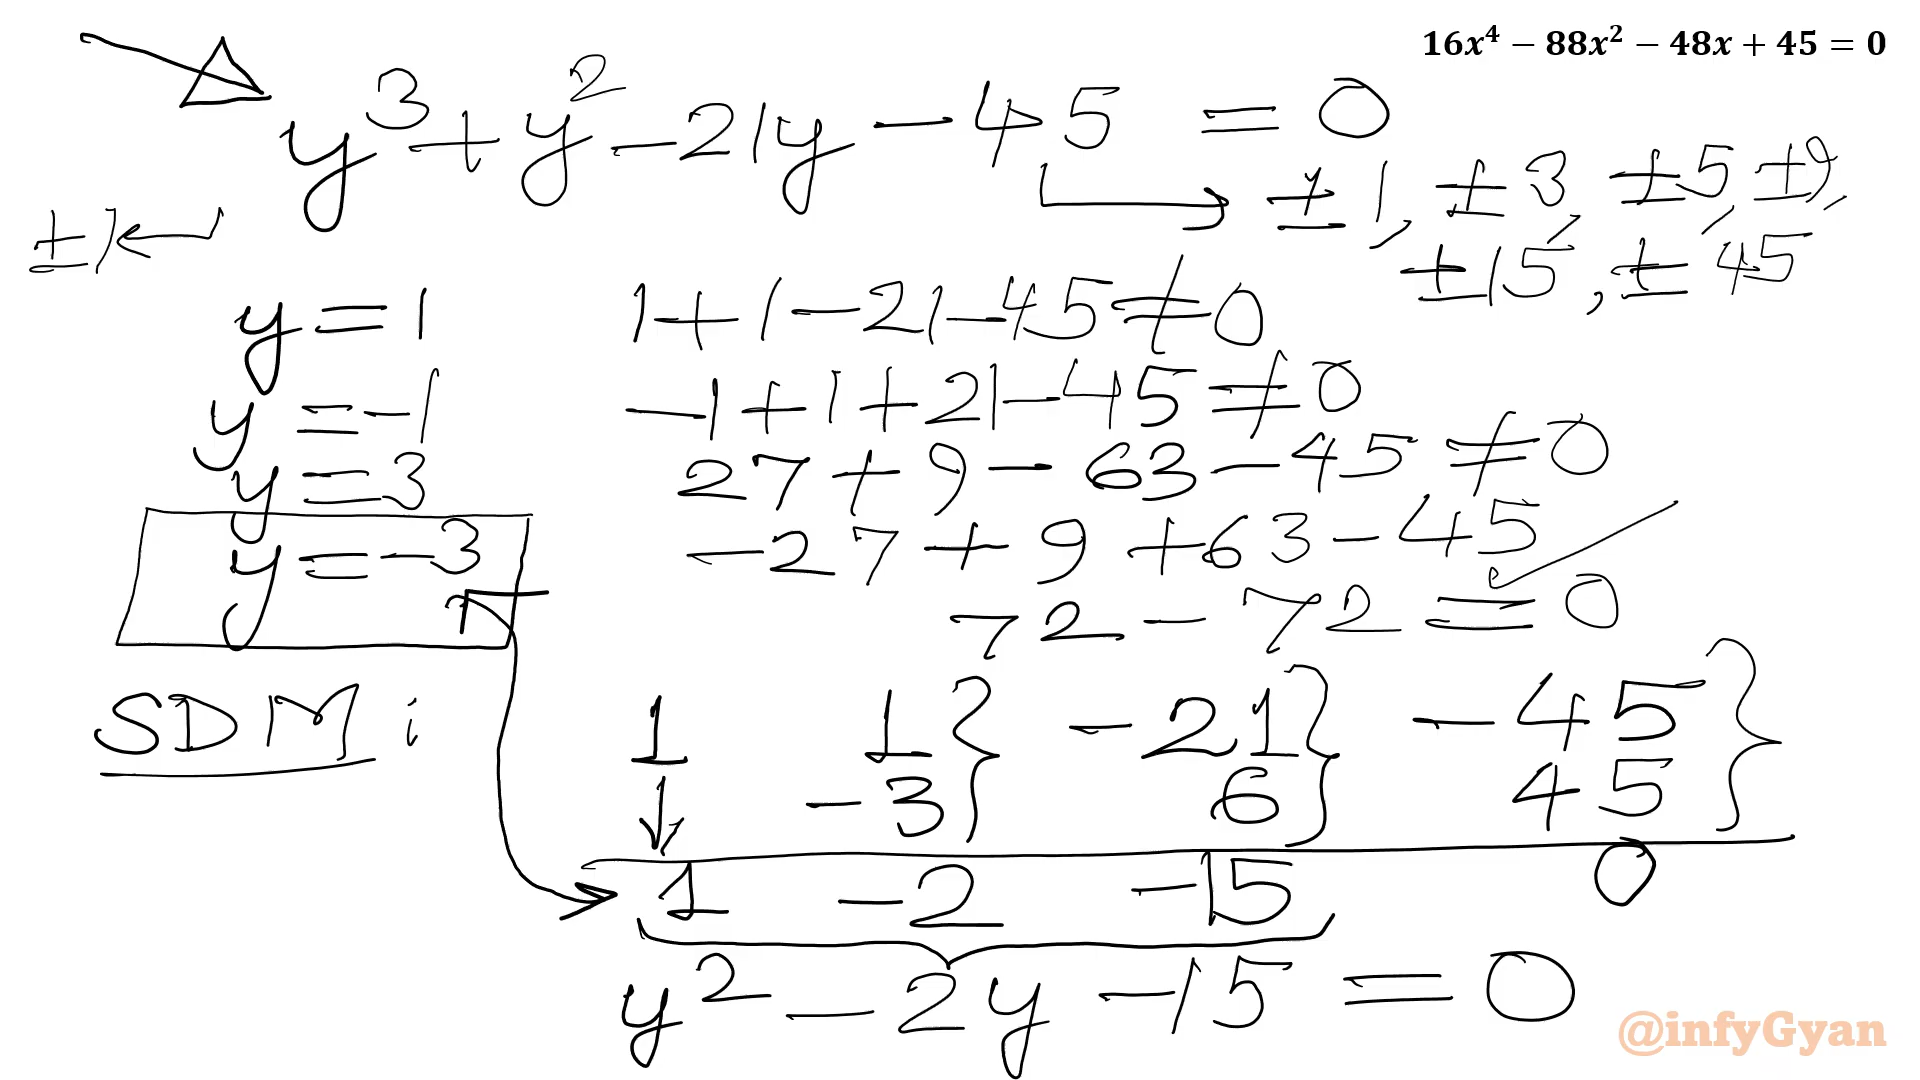 16x⁴ − 88x² − 48x + 45 = 0
y³ + y² − 21y − 45 = 0
± 1, ± 3, ± 5, ± 9,
± 1
± 15, ± 45
y = 1 1 + 1 − 21 − 45 ≠ 0
y = −1 −1 + 1 + 21 − 45 ≠ 0
y = 3 27 + 9 − 63 − 45 ≠ 0
y = −3 −27 + 9 + 63 − 45
72 − 72 = 0
SDM : 1 1 −21 −45
−3 6 45
1 −2 −15 0
y² − 2y − 15 = 0
@infyGyan